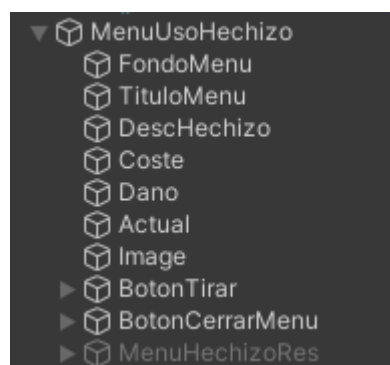 MenuUsoHechizo
FondoMenu
TituloMenu
DescHechizo
Coste
Dano
Actual
Image
BotonTirar
BotonCerrarMenu
MenuHechizoRes